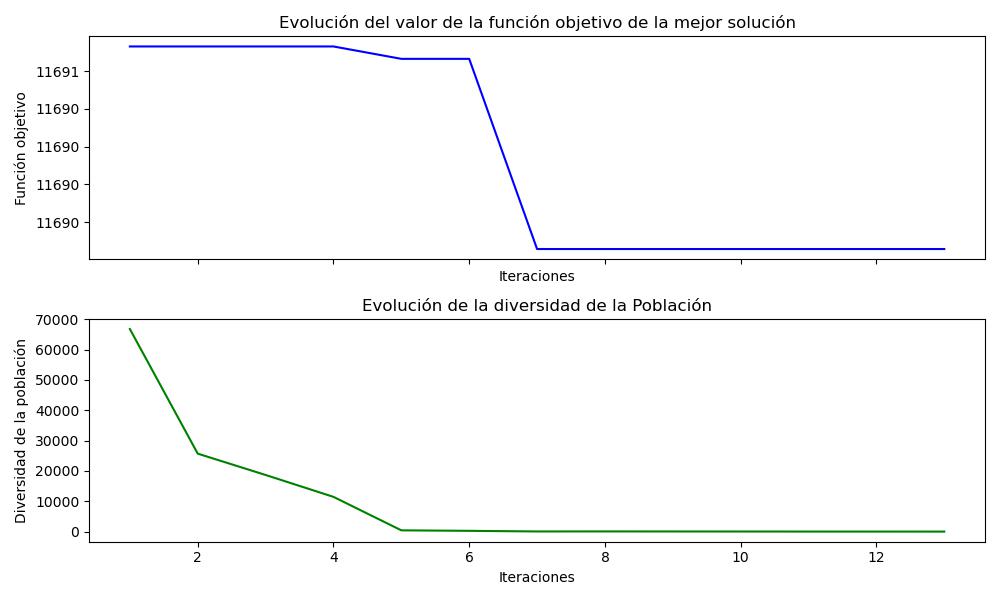 Evolución del valor de la función objetivo de la mejor solución
Función objetivo
11691
11690
11690
11690
11690
Iteraciones
Evolución de la diversidad de la Población
Diversidad de la población
70000
60000
50000
40000
30000
20000
10000
0
2 4 6 8 10 12
Iteraciones